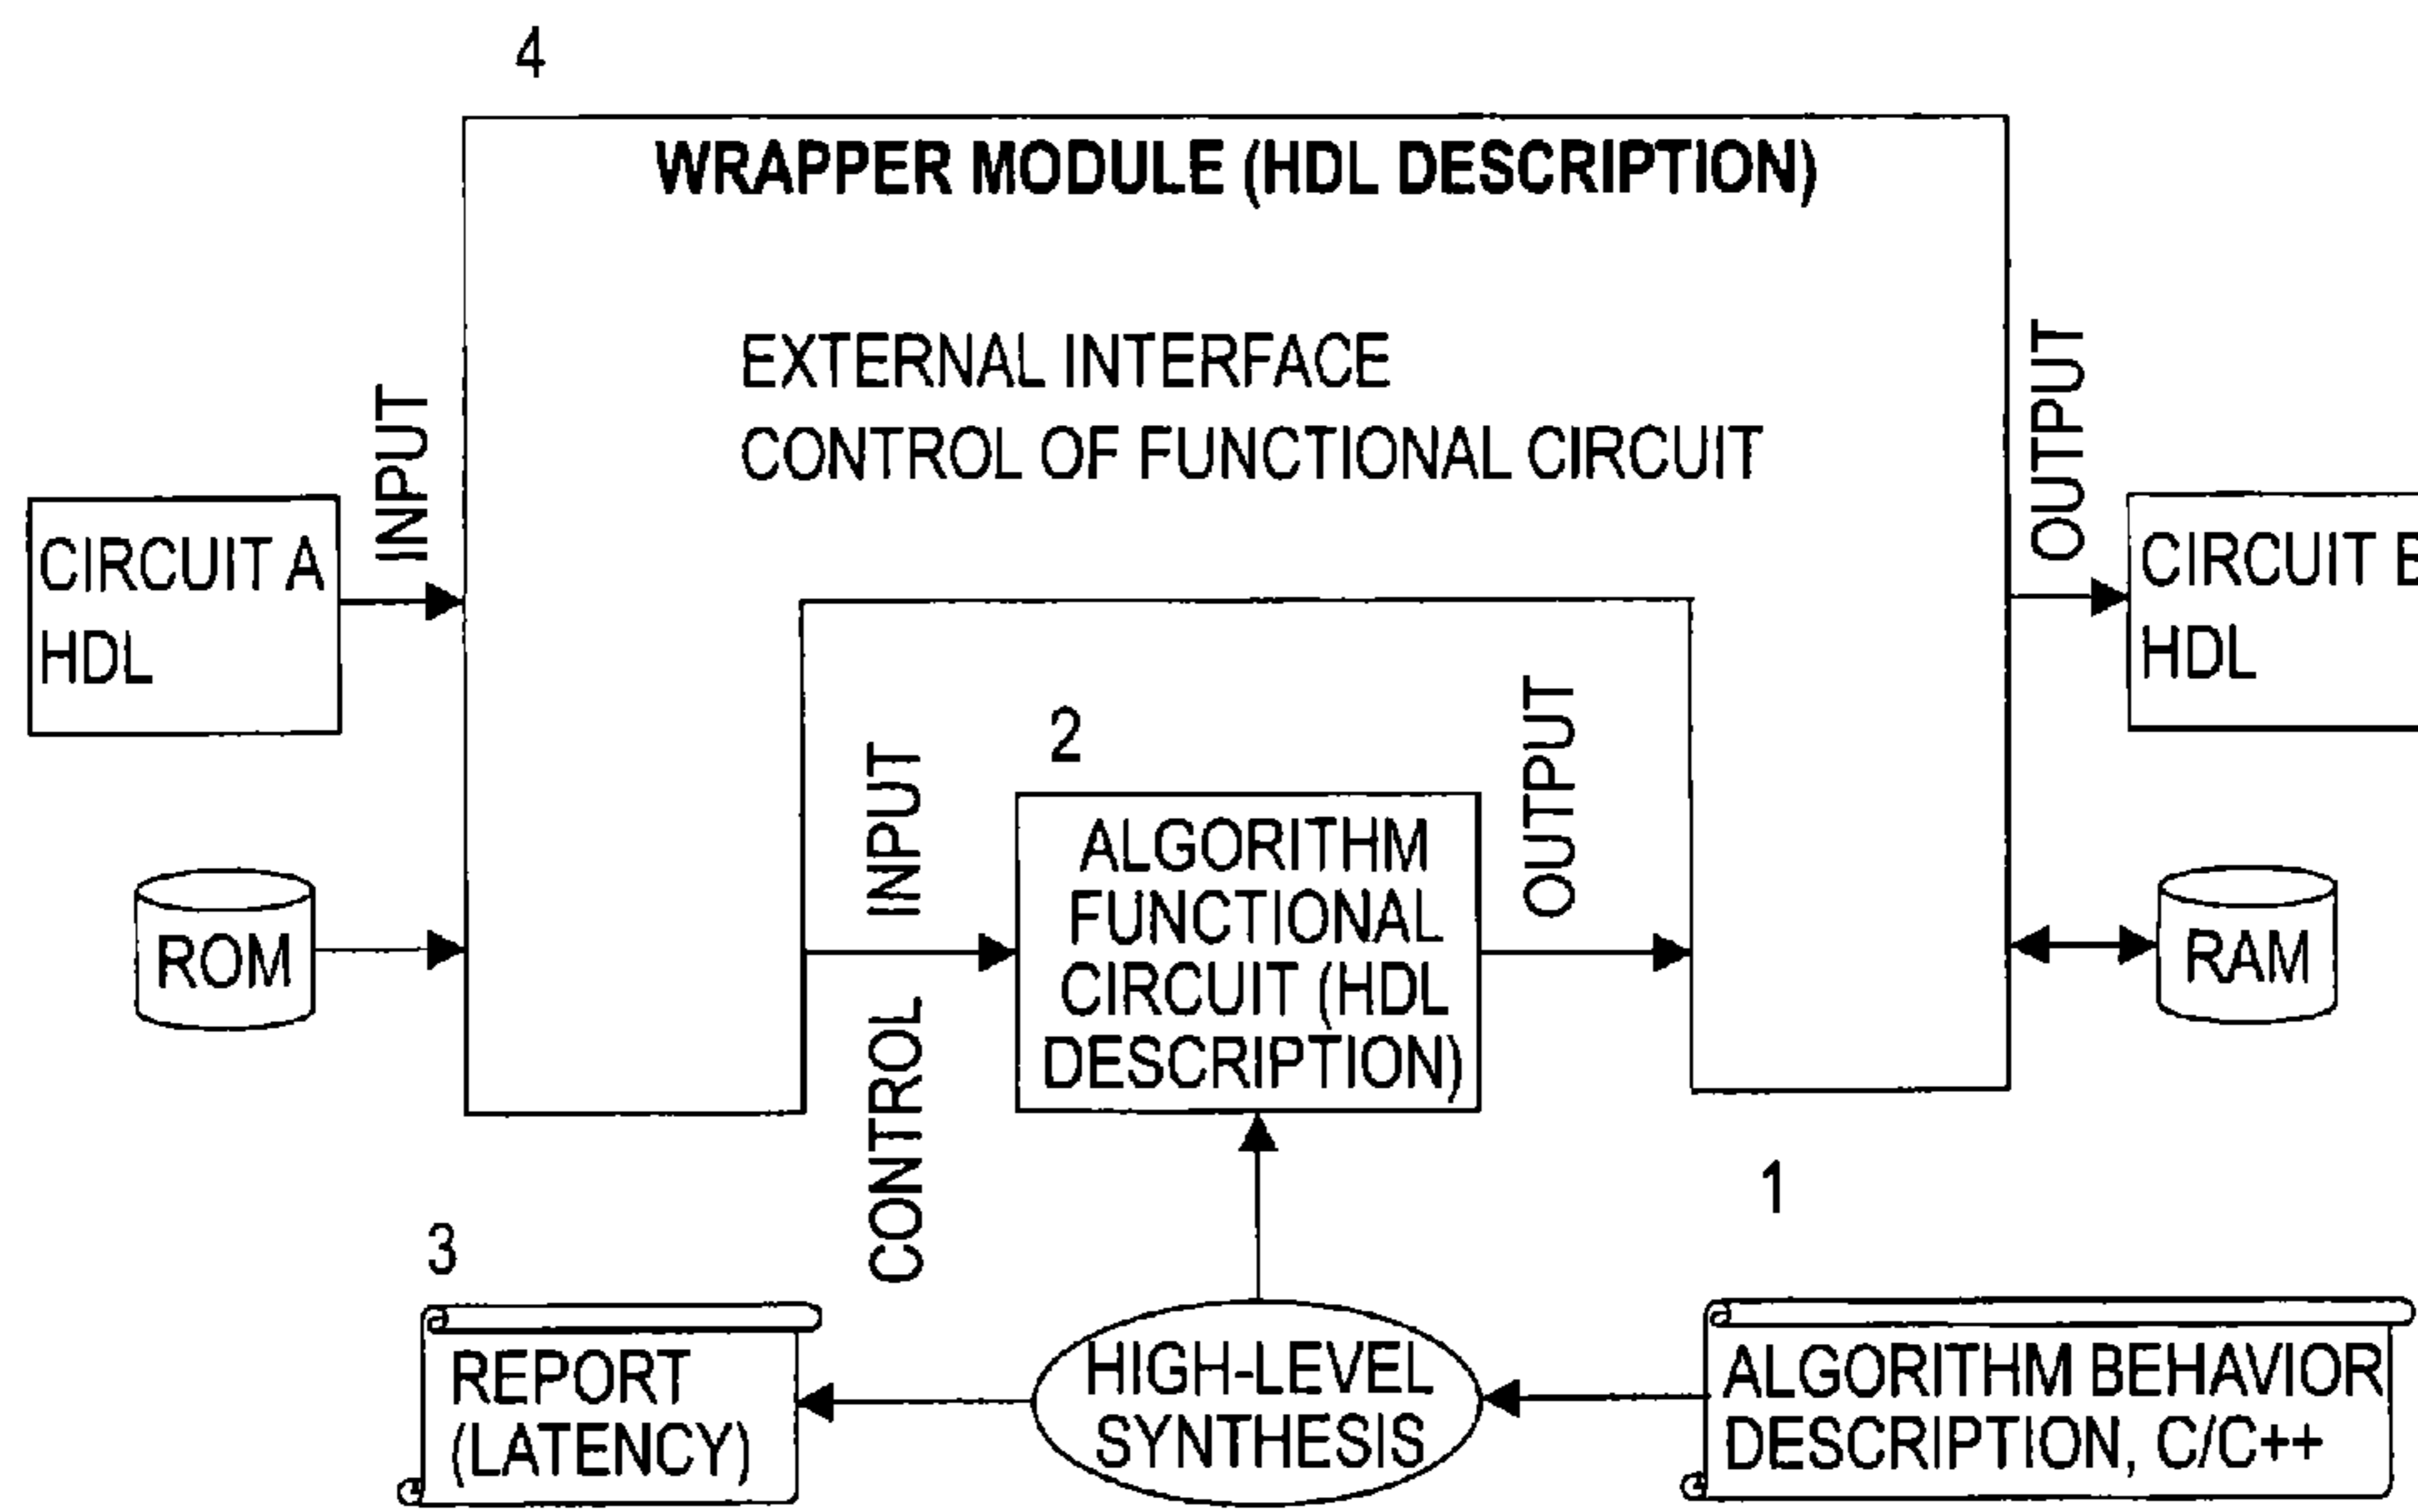 4
WRAPPER MODULE (HDL DESCRIPTION)
EXTERNAL INTERFACE
CONTROL OF FUNCTIONAL CIRCUIT
INPUT
OUTPUT
CIRCUIT A
HDL
CIRCUIT B
HDL
2
INPUT
OUTPUT
ALGORITHM
FUNCTIONAL
CIRCUIT (HDL
DESCRIPTION)
ROM
RAM
CONTROL
1
3
REPORT
(LATENCY)
HIGH-LEVEL
SYNTHESIS
ALGORITHM BEHAVIOR
DESCRIPTION, C/C++